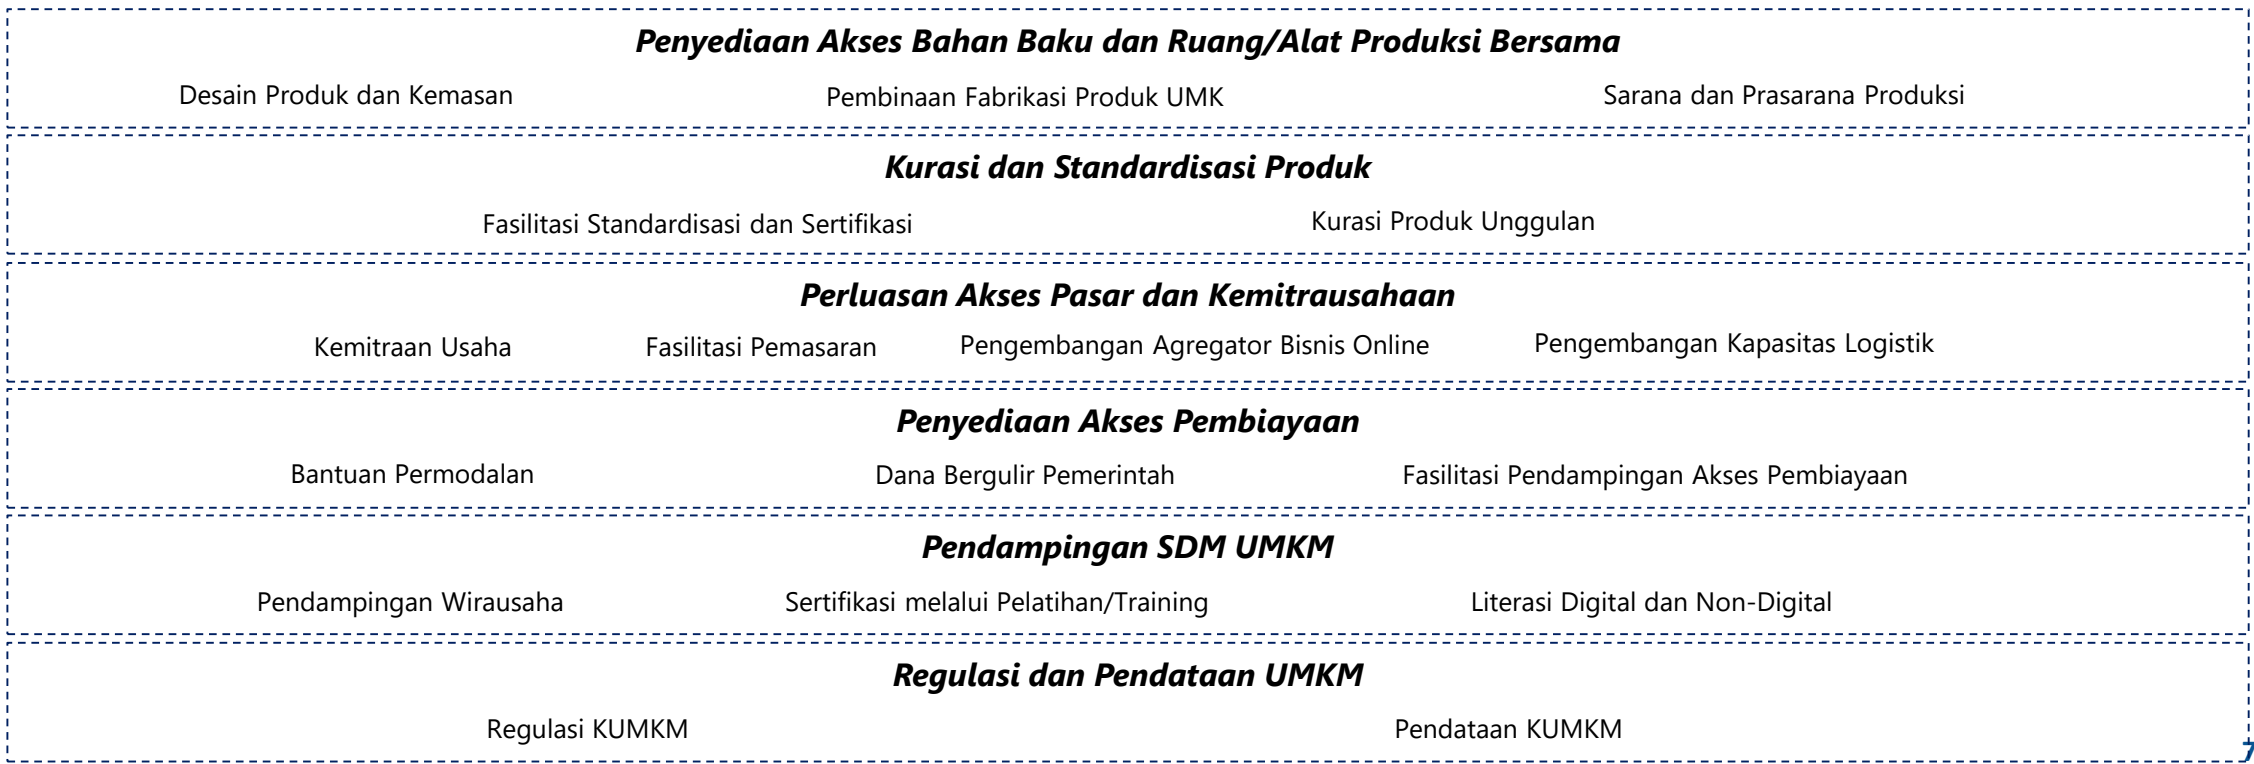 Penyediaan Akses Bahan Baku dan Ruang/Alat Produksi Bersama
Desain Produk dan Kemasan
Pembinaan Fabrikasi Produk UMK
Sarana dan Prasarana Produksi
Kurasi dan Standardisasi Produk
Fasilitasi Standardisasi dan Sertifikasi
Kurasi Produk Unggulan
Perluasan Akses Pasar dan Kemitrausahaan
Kemitraan Usaha
Fasilitasi Pemasaran
Pengembangan Agregator Bisnis Online
Pengembangan Kapasitas Logistik
Penyediaan Akses Pembiayaan
Bantuan Permodalan
Dana Bergulir Pemerintah
Fasilitasi Pendampingan Akses Pembiayaan
Pendampingan SDM UMKM
Pendampingan Wirausaha
Sertifikasi melalui Pelatihan/Training
Literasi Digital dan Non-Digital
Regulasi dan Pendataan UMKM
Regulasi KUMKM
Pendataan KUMKM
7